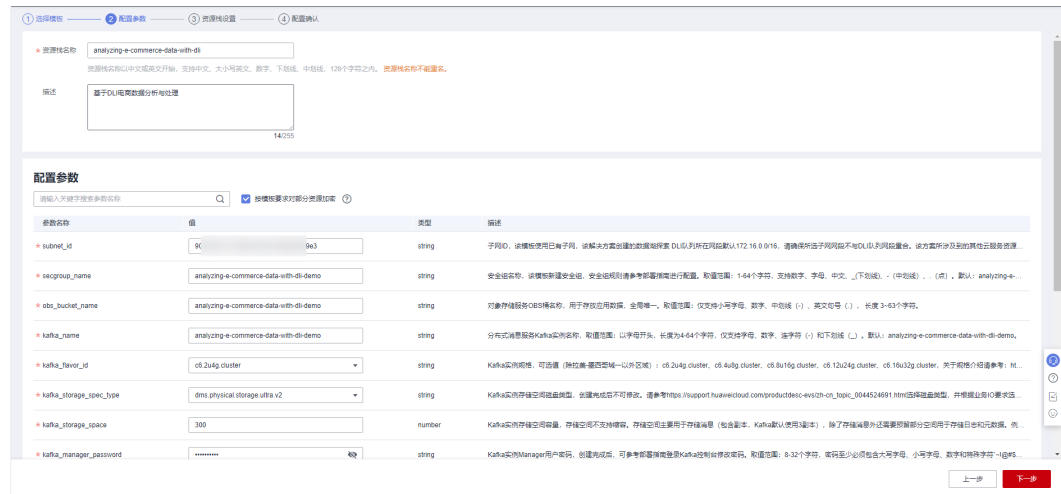 1 选择模板 2 配置参数 3 资源栈设置 4 配置确认
* 资源栈名称 analyzing-e-commerce-data-with-dli
资源栈名称以中文或英文开始，支持中文、大小写英文、数字、下划线、中划线，128个字符之内。 资源栈名称不能重名。
描述 基于DLI电商数据分析与处理
14/255
配置参数
请输入关键字搜索参数名称 按模板要求对部分资源加密
参数名称 值 类型 描述
* subnet_id 90 9e3 string 子网ID，该模板使用已有子网，该解决方案创建的数据湖探索 DLI队列所在网段默认172.16.0.0/16，请确保所选子网网段不与DLI队列网段重合。该方案所涉及到的其他云服务资源...
* secgroup_name analyzing-e-commerce-data-with-dli-demo string 安全组名称，该模板新建安全组，安全组规则请参考部署指南进行配置。取值范围：1-64个字符，支持数字、字母、中文、_(下划线)、-（中划线）、.（点）。默认：analyzing-e-...
* obs_bucket_name analyzing-e-commerce-data-with-dli-demo string 对象存储服务OBS桶名称，用于存放应用数据，全局唯一。取值范围：仅支持小写字母、数字、中划线（-）、英文句号（.），长度 3~63个字符。
* kafka_name analyzing-e-commerce-data-with-dli-demo string 分布式消息服务Kafka实例名称，取值范围：以字母开头，长度为4-64个字符，仅支持字母、数字、连字符（-）和下划线（_）。默认：analyzing-e-commerce-data-with-dli-demo。
* kafka_flavor_id c6.2u4g.cluster string Kafka实例规格，可选值（除拉美-墨西哥城一以外区域）：c6.2u4g.cluster，c6.4u8g.cluster，c6.8u16g.cluster，c6.12u24g.cluster，c6.16u32g.cluster，关于规格介绍请参考：ht...
* kafka_storage_spec_type dms.physical.storage.ultra.v2 string Kafka实例存储空间磁盘类型，创建完成后不可修改。请参考https://support.huaweicloud.com/productdesc-evs/zh-cn_topic_0044524691.html选择磁盘类型，并根据业务IO要求选...
* kafka_storage_space 300 number Kafka实例存储空间容量，存储空间不支持缩容。存储空间主要用于存储消息（包含副本，Kafka默认使用3副本），除了存储消息外还需要预留部分空间用于存储日志和元数据。例...
* kafka_manager_password •••••••••• string Kafka实例Manager用户密码，创建完成后，可参考部署指南登录Kafka控制台修改密码。取值范围：8-32个字符，密码至少必须包含大写字母、小写字母、数字和特殊字符`~!@#$...
上一步 下一步